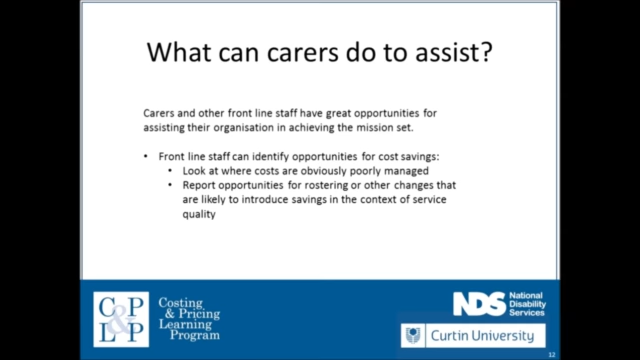 What can carers do to assist?
Carers and other front line staff have great opportunities for
assisting their organisation in achieving the mission set.
• Front line staff can identify opportunities for cost savings:
• Look at where costs are obviously poorly managed
• Report opportunities for rostering or other changes that
are likely to introduce savings in the context of service
quality
C&P
L P
Costing
& Pricing
Learning
Program
NDS
National
Disability
Services
Curtin University
12